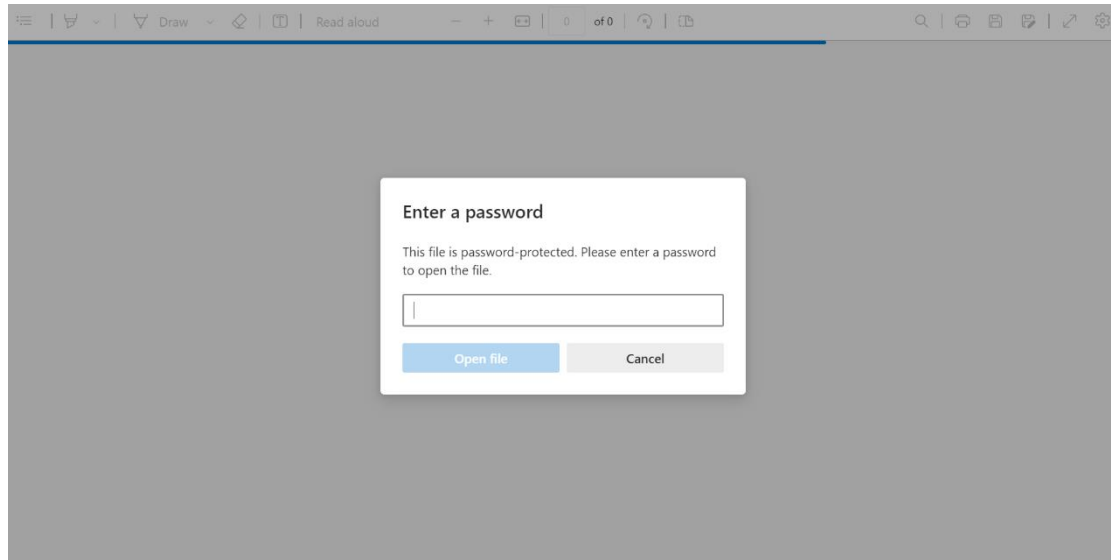 Draw
Read aloud
0 of 0
Enter a password
This file is password-protected. Please enter a password
to open the file.
Open file
Cancel